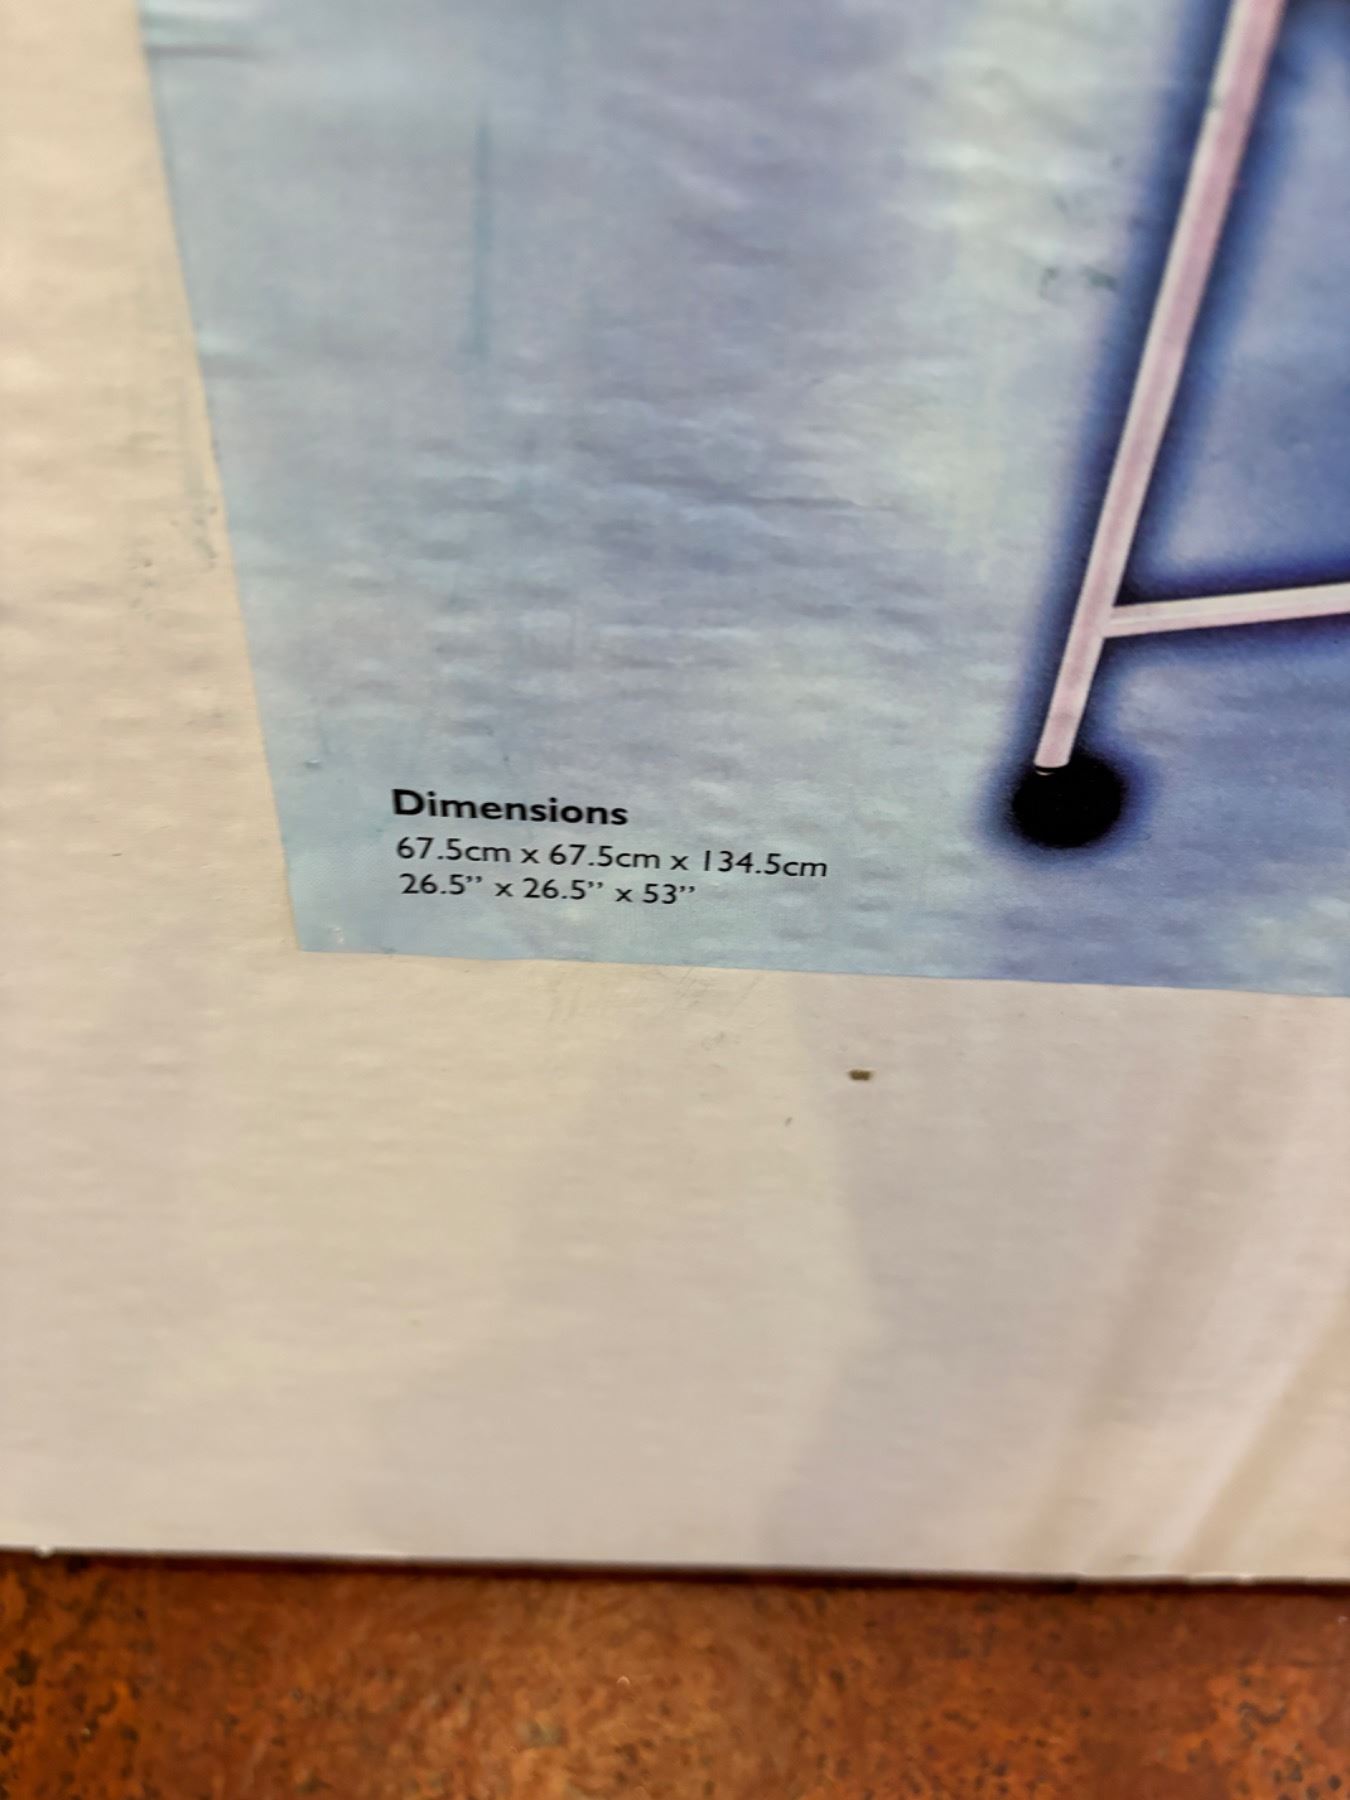 Dimensions
67.5cm x 67.5cm x 134.5cm
26.5’’ x 26.5’’ x 53’’